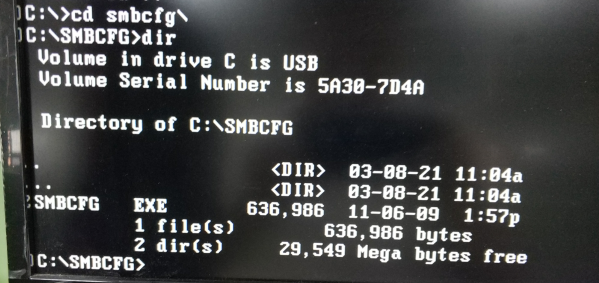 C:\>cd smbcfg\
C:\SMBCFG>dir
Volume in drive C is USB
Volume Serial Number is 5A30-7D4A
Directory of C:\SMBCFG
. <DIR> 03-08-21 11:04a
.. <DIR> 03-08-21 11:04a
SMBCFG EXE 636,986 11-06-09 1:57p
1 file(s) 636,986 bytes
2 dir(s) 29,549 Mega bytes free
C:\SMBCFG>